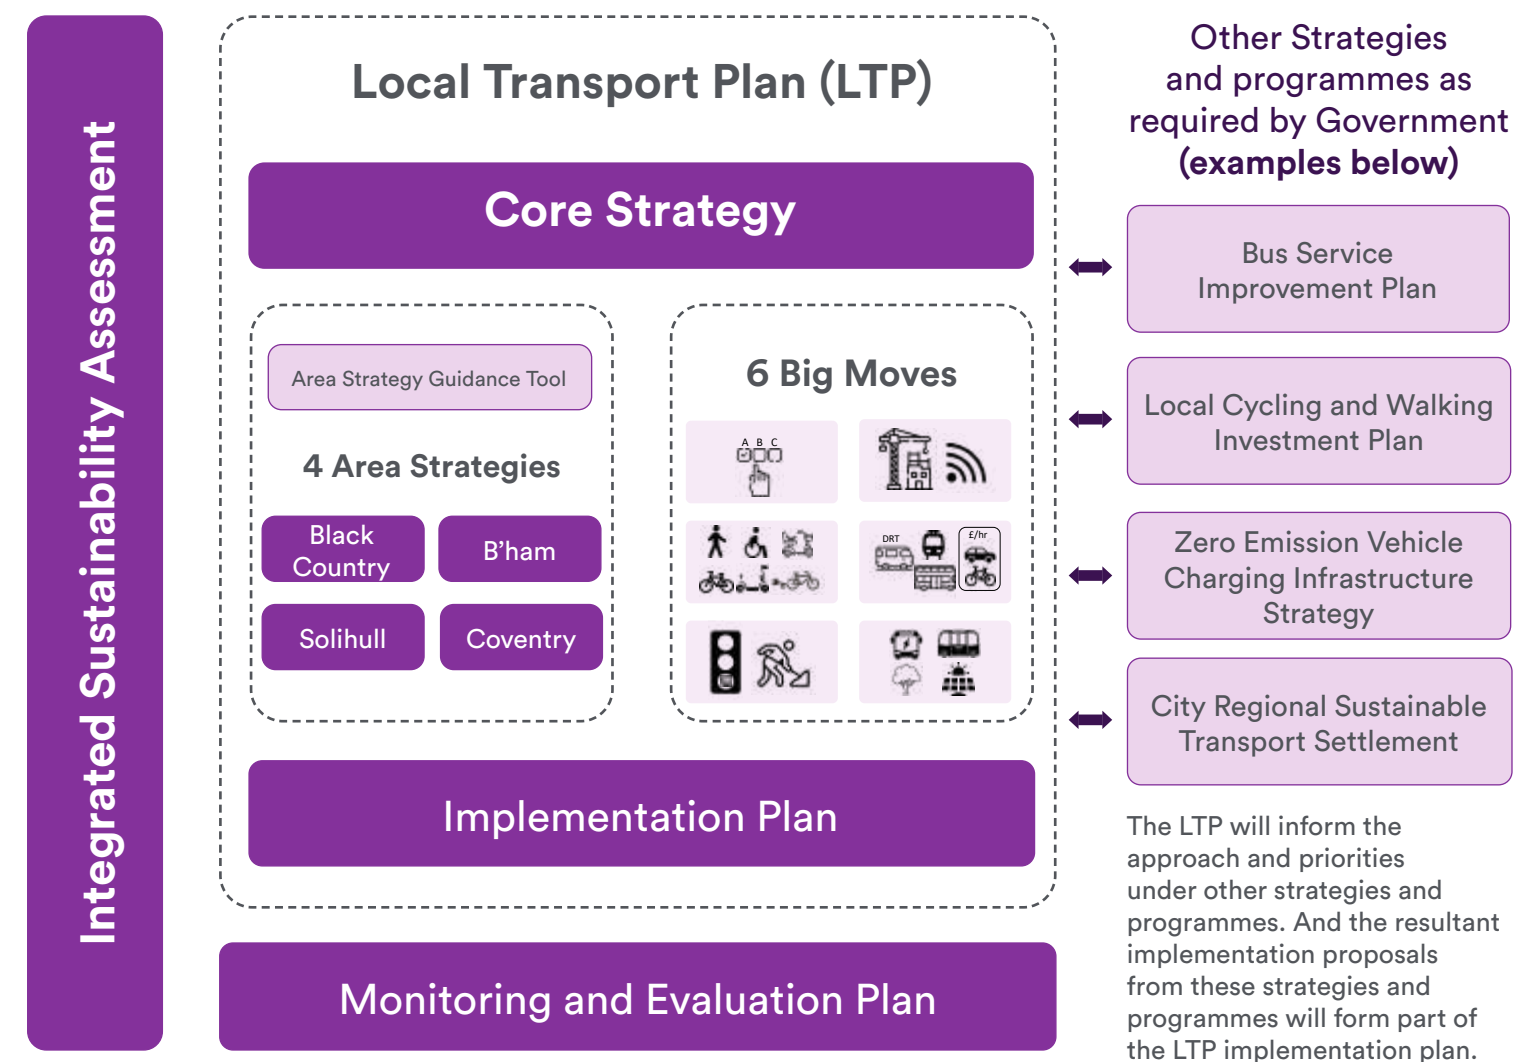 Integrated Sustainability Assessment
Local Transport Plan (LTP)
Core Strategy
Area Strategy Guidance Tool
4 Area Strategies
Black
Country
B’ham
Solihull
Coventry
6 Big Moves
A B C
DRT
£/hr
Implementation Plan
Monitoring and Evaluation Plan
Other Strategies
and programmes as
required by Government
(examples below)
Bus Service
Improvement Plan
Local Cycling and Walking
Investment Plan
Zero Emission Vehicle
Charging Infrastructure
Strategy
City Regional Sustainable
Transport Settlement
The LTP will inform the
approach and priorities
under other strategies and
programmes. And the resultant
implementation proposals
from these strategies and
programmes will form part of
the LTP implementation plan.